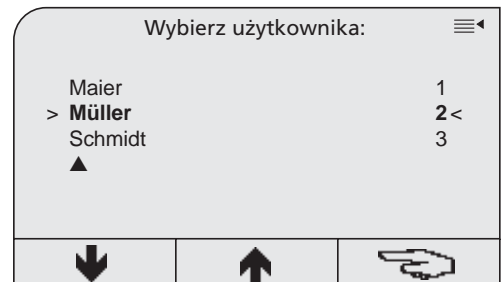 Wybierz użytkownika:
Maier 1
> Müller 2 <
Schmidt 3